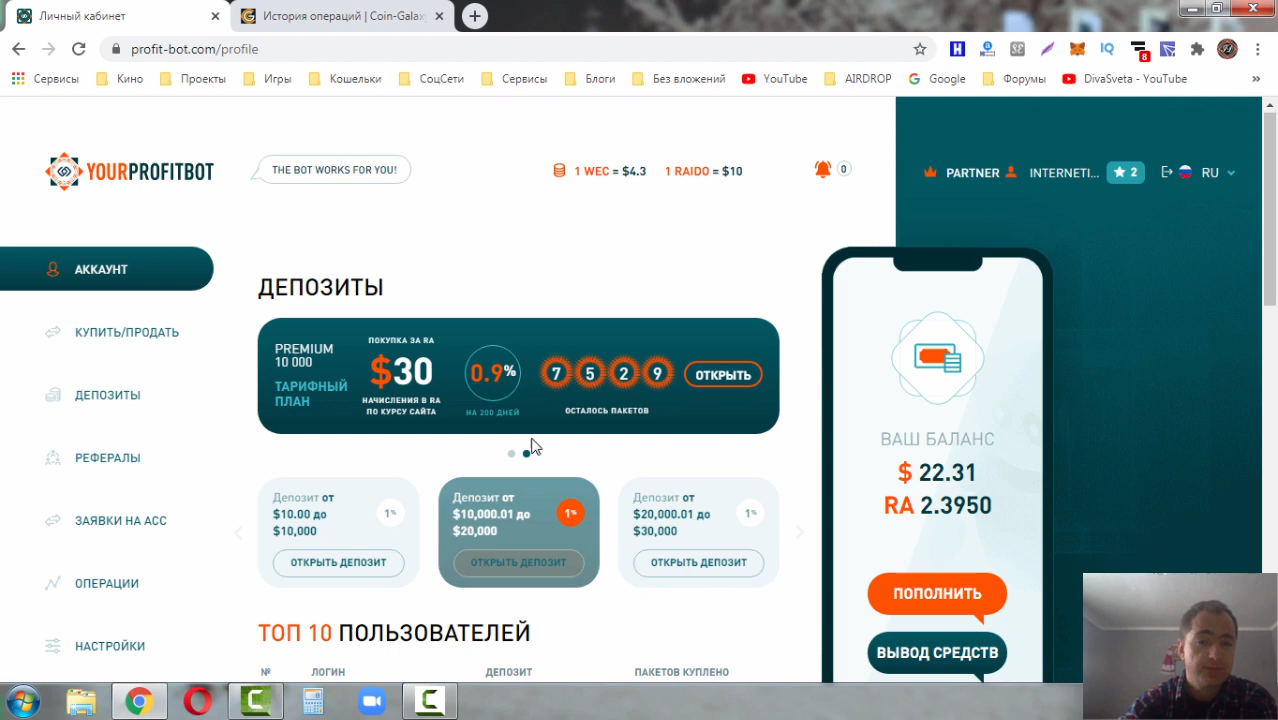 Личный кабинет
История операций | Coin-Galax
profit-bot.com/profile
8
Сервисы
Кино
Проекты
Игры
Кошельки
СоцСети
Сервисы
Блоги
Без вложений
YouTube
AIRDROP
Google
Форумы
DivaSveta - YouTube
»
YOURPROFITBOT
THE BOT WORKS FOR YOU!
1 WEC = $4.3
1 RAIDO = $10
0
PARTNER
INTERNETI...
2
RU
АККАУНТ
КУПИТЬ/ПРОДАТЬ
ДЕПОЗИТЫ
РЕФЕРАЛЫ
ЗАЯВКИ НА АСС
ОПЕРАЦИИ
НАСТРОЙКИ
ДЕПОЗИТЫ
PREMIUM
10 000
ТАРИФНЫЙ
ПЛАН
ПОКУПКА ЗА RA
$30
НАЧИСЛЕНИЯ В RA
ПО КУРСУ САЙТА
0.9%
НА 200 ДНЕЙ
7 5 2 9
ОСТАЛОСЬ ПАКЕТОВ
ОТКРЫТЬ
Депозит от
$10.00 до
$10,000
1%
ОТКРЫТЬ ДЕПОЗИТ
Депозит от
$10,000.01 до
$20,000
1%
ОТКРЫТЬ ДЕПОЗИТ
Депозит от
$20,000.01 до
$30,000
1%
ОТКРЫТЬ ДЕПОЗИТ
ТОП 10 ПОЛЬЗОВАТЕЛЕЙ
№ ЛОГИН ДЕПОЗИТ ПАКЕТОВ КУПЛЕНО
ВАШ БАЛАНС
$ 22.31
RA 2.3950
ПОПОЛНИТЬ
ВЫВОД СРЕДСТВ